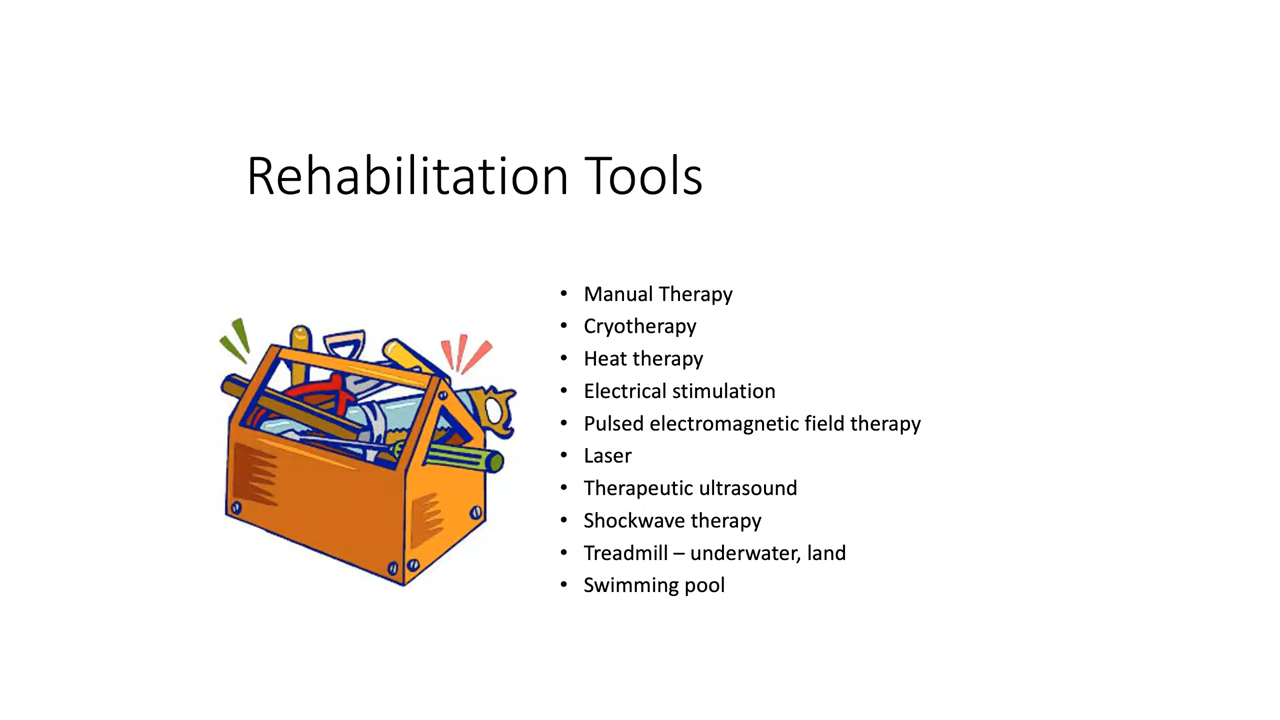 Rehabilitation Tools
• Manual Therapy
• Cryotherapy
• Heat therapy
• Electrical stimulation
• Pulsed electromagnetic field therapy
• Laser
• Therapeutic ultrasound
• Shockwave therapy
• Treadmill – underwater, land
• Swimming pool